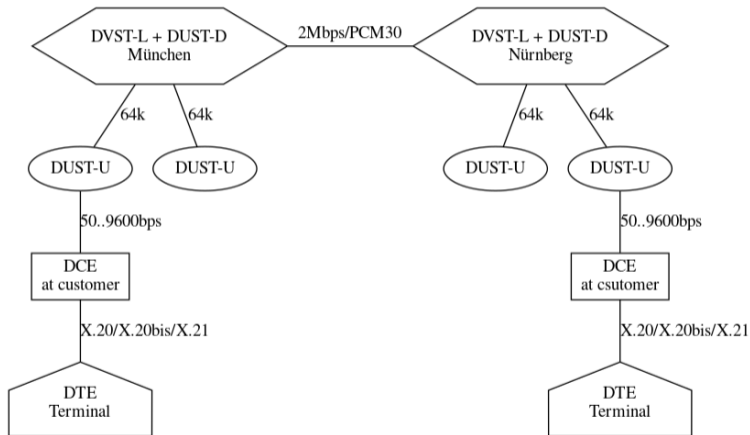 DVST-L + DUST-D
München
2Mbps/PCM30
DVST-L + DUST-D
Nürnberg
64k
64k
64k
64k
DUST-U
DUST-U
DUST-U
DUST-U
50..9600bps
50..9600bps
DCE
at customer
DCE
at csutomer
X.20/X.20bis/X.21
X.20/X.20bis/X.21
DTE
Terminal
DTE
Terminal